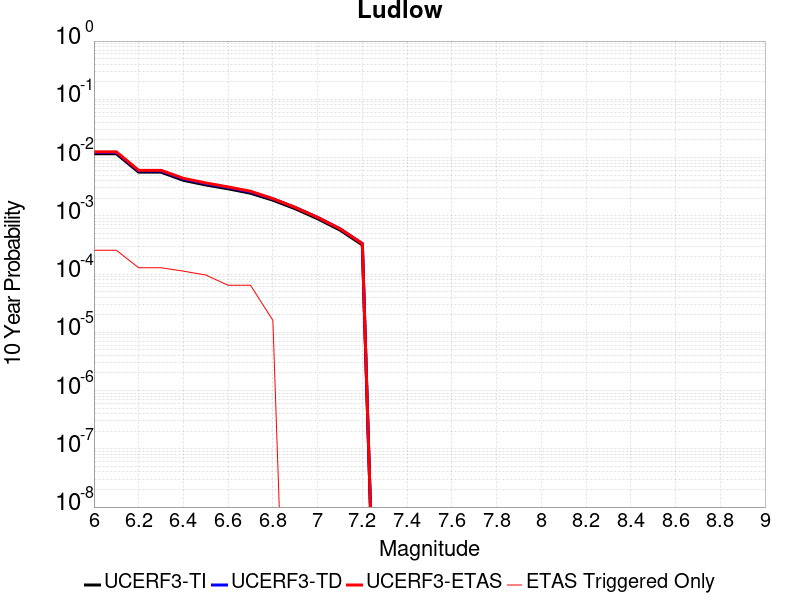 Ludlow
10^0
10^-1
10^-2
10^-3
10^-4
10^-5
10^-6
10^-7
10^-8
10 Year Probability
6 6.2 6.4 6.6 6.8 7 7.2 7.4 7.6 7.8 8 8.2 8.4 8.6 8.8 9
Magnitude
UCERF3-TI UCERF3-TD UCERF3-ETAS ETAS Triggered Only